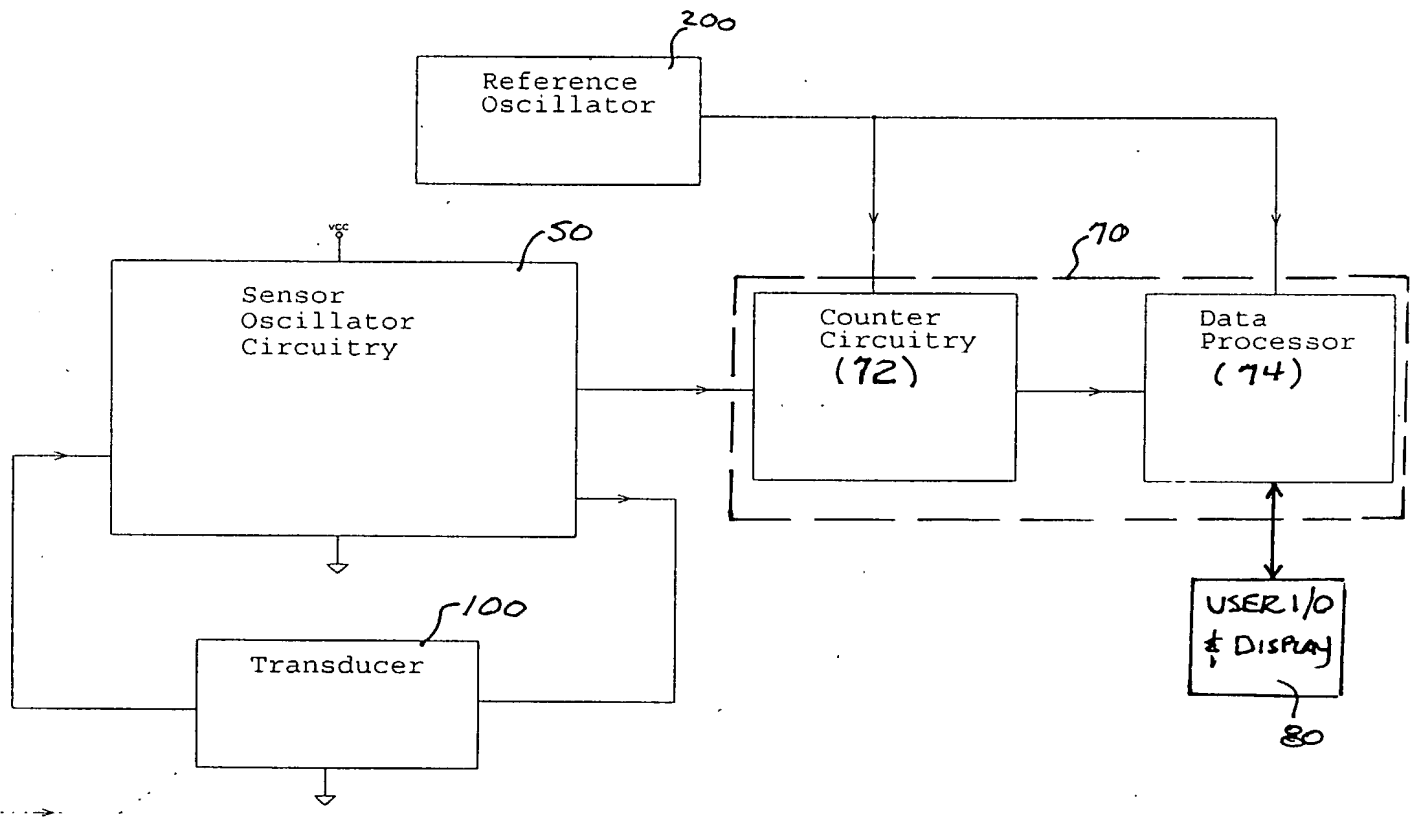 200
Reference
Oscillator
vcc
50
70
Sensor
Oscillator
Circuitry
Counter
Circuitry
(72)
Data
Processor
(74)
100
Transducer
USER I/O
& DISPLAY
80